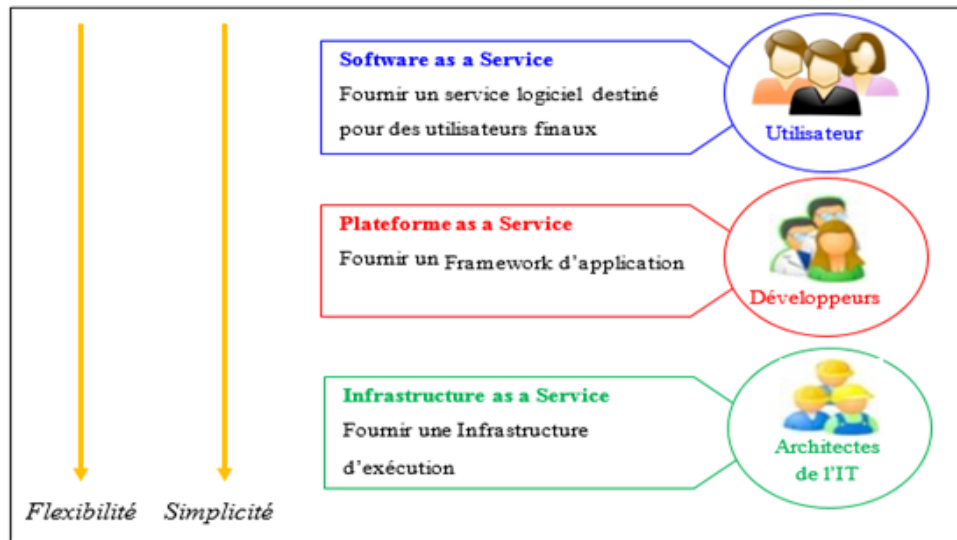 Software as a Service
Fournir un service logiciel destiné
pour des utilisateurs finaux
Utilisateur
Plateforme as a Service
Fournir un Framework d'application
Développeurs
Infrastructure as a Service
Fournir une Infrastructure
d'exécution
Architectes
de l'IT
Flexibilité Simplicité